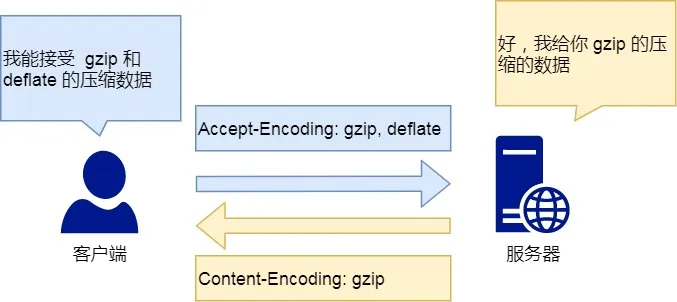 我能接受 gzip 和
deflate 的压缩数据
好，我给你 gzip 的压
缩的数据
Accept-Encoding: gzip, deflate
客户端
服务器
Content-Encoding: gzip